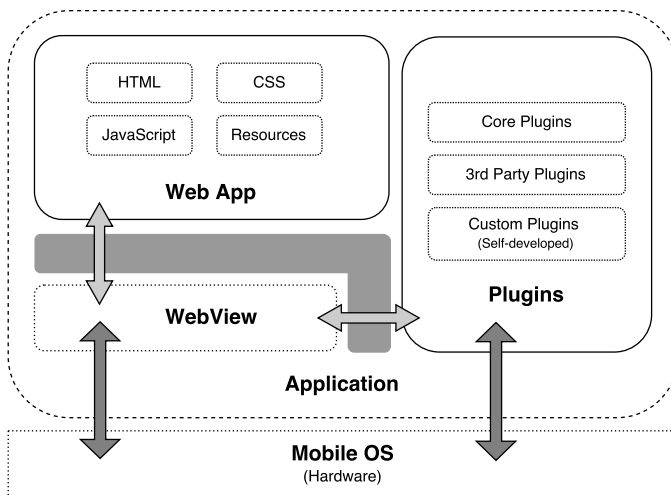 HTML
CSS
JavaScript
Resources
Web App
Core Plugins
3rd Party Plugins
Custom Plugins
(Self-developed)
Plugins
WebView
Application
Mobile OS
(Hardware)